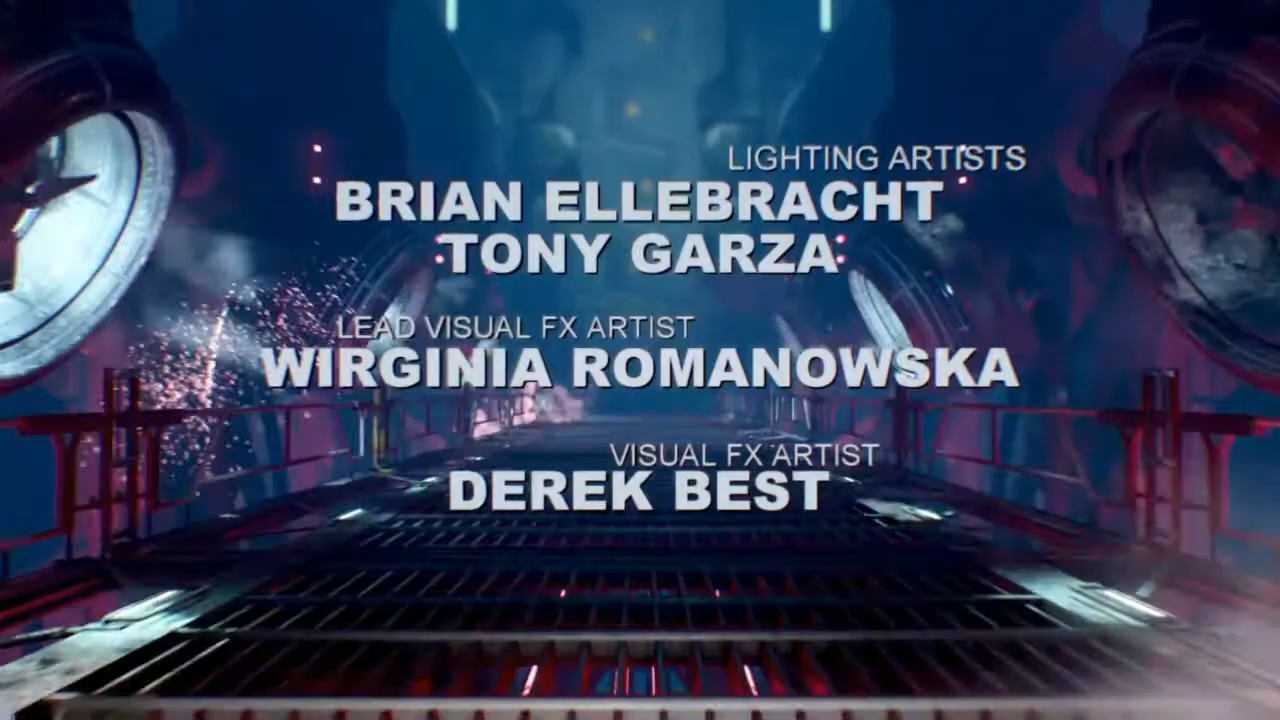 LIGHTING ARTISTS
BRIAN ELLEBRACHT
TONY GARZA
LEAD VISUAL FX ARTIST
WIRGINIA ROMANOWSKA
VISUAL FX ARTIST
DEREK BEST